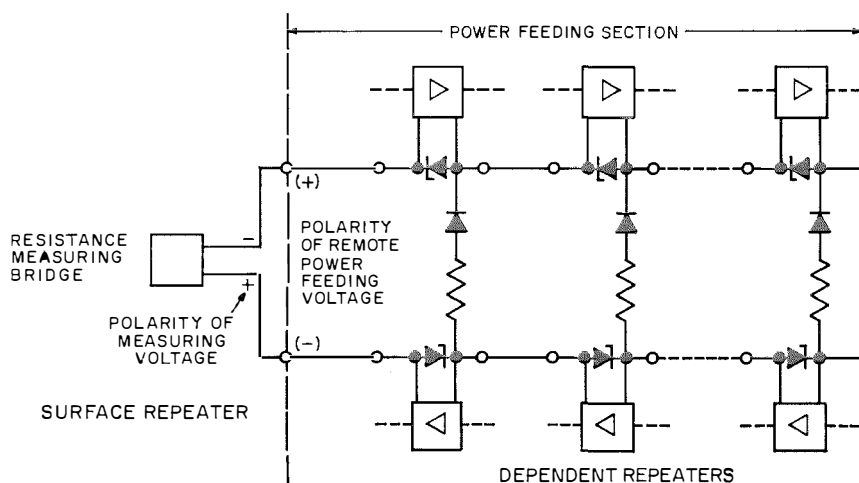 POWER FEEDING SECTION
(+)
−
RESISTANCE
MEASURING
BRIDGE
POLARITY
OF REMOTE
POWER
FEEDING
VOLTAGE
+
POLARITY OF
MEASURING
VOLTAGE
(−)
SURFACE REPEATER
DEPENDENT REPEATERS